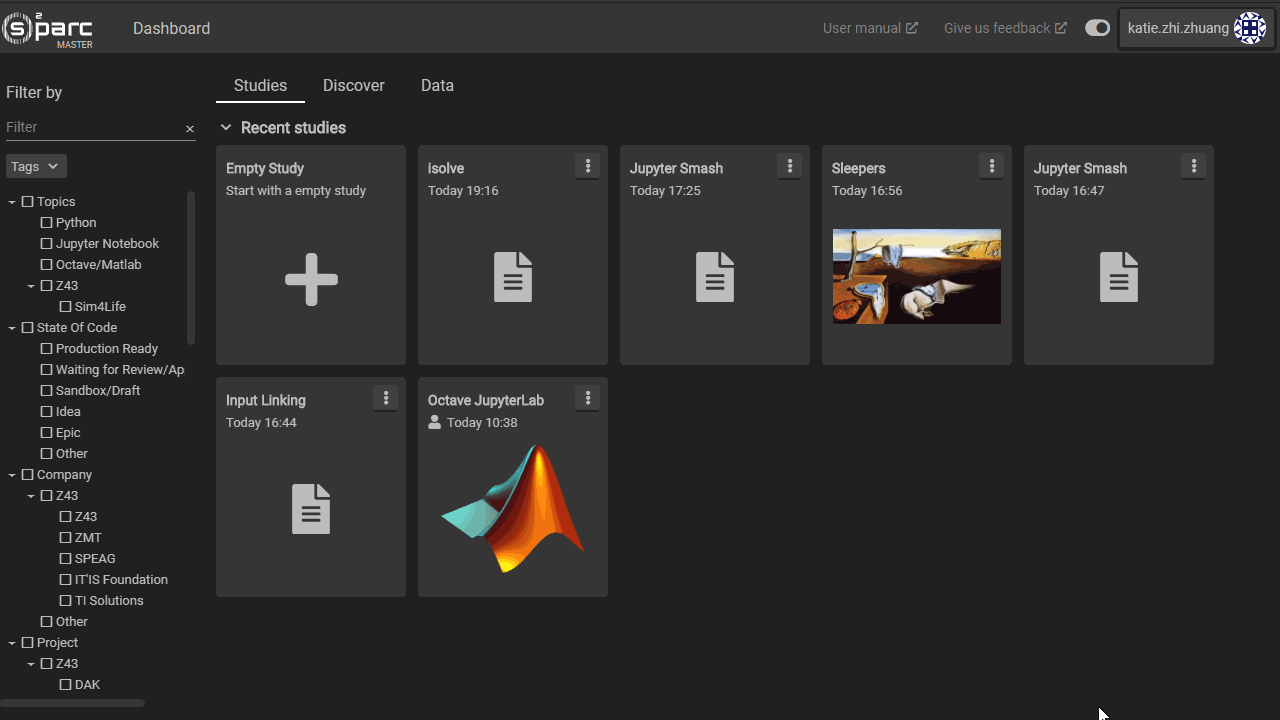 s parc 2
MASTER
Dashboard
User manual
Give us feedback
katie.zhi.zhuang
Filter by
Filter
Tags
Topics
Python
Jupyter Notebook
Octave/Matlab
Z43
Sim4Life
State Of Code
Production Ready
Waiting for Review/Ap
Sandbox/Draft
Idea
Epic
Other
Company
Z43
Z43
ZMT
SPEAG
IT'IS Foundation
TI Solutions
Other
Project
Z43
DAK
Studies
Discover
Data
Recent studies
Empty Study
Start with a empty study
isolve
Today 19:16
Jupyter Smash
Today 17:25
Sleepers
Today 16:56
Jupyter Smash
Today 16:47
Input Linking
Today 16:44
Octave JupyterLab
Today 10:38